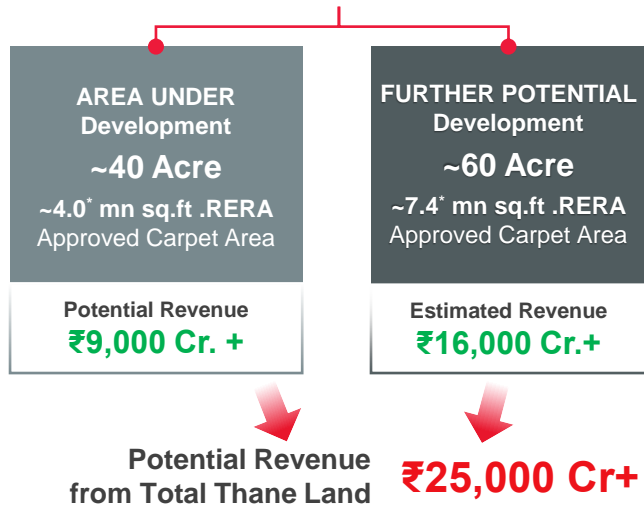 AREA UNDER
Development
~40 Acre
~4.0* mn sq.ft .RERA
Approved Carpet Area
Potential Revenue
₹9,000 Cr. +
FURTHER POTENTIAL
Development
~60 Acre
~7.4* mn sq.ft .RERA
Approved Carpet Area
Estimated Revenue
₹16,000 Cr.+
Potential Revenue
from Total Thane Land
₹25,000 Cr+